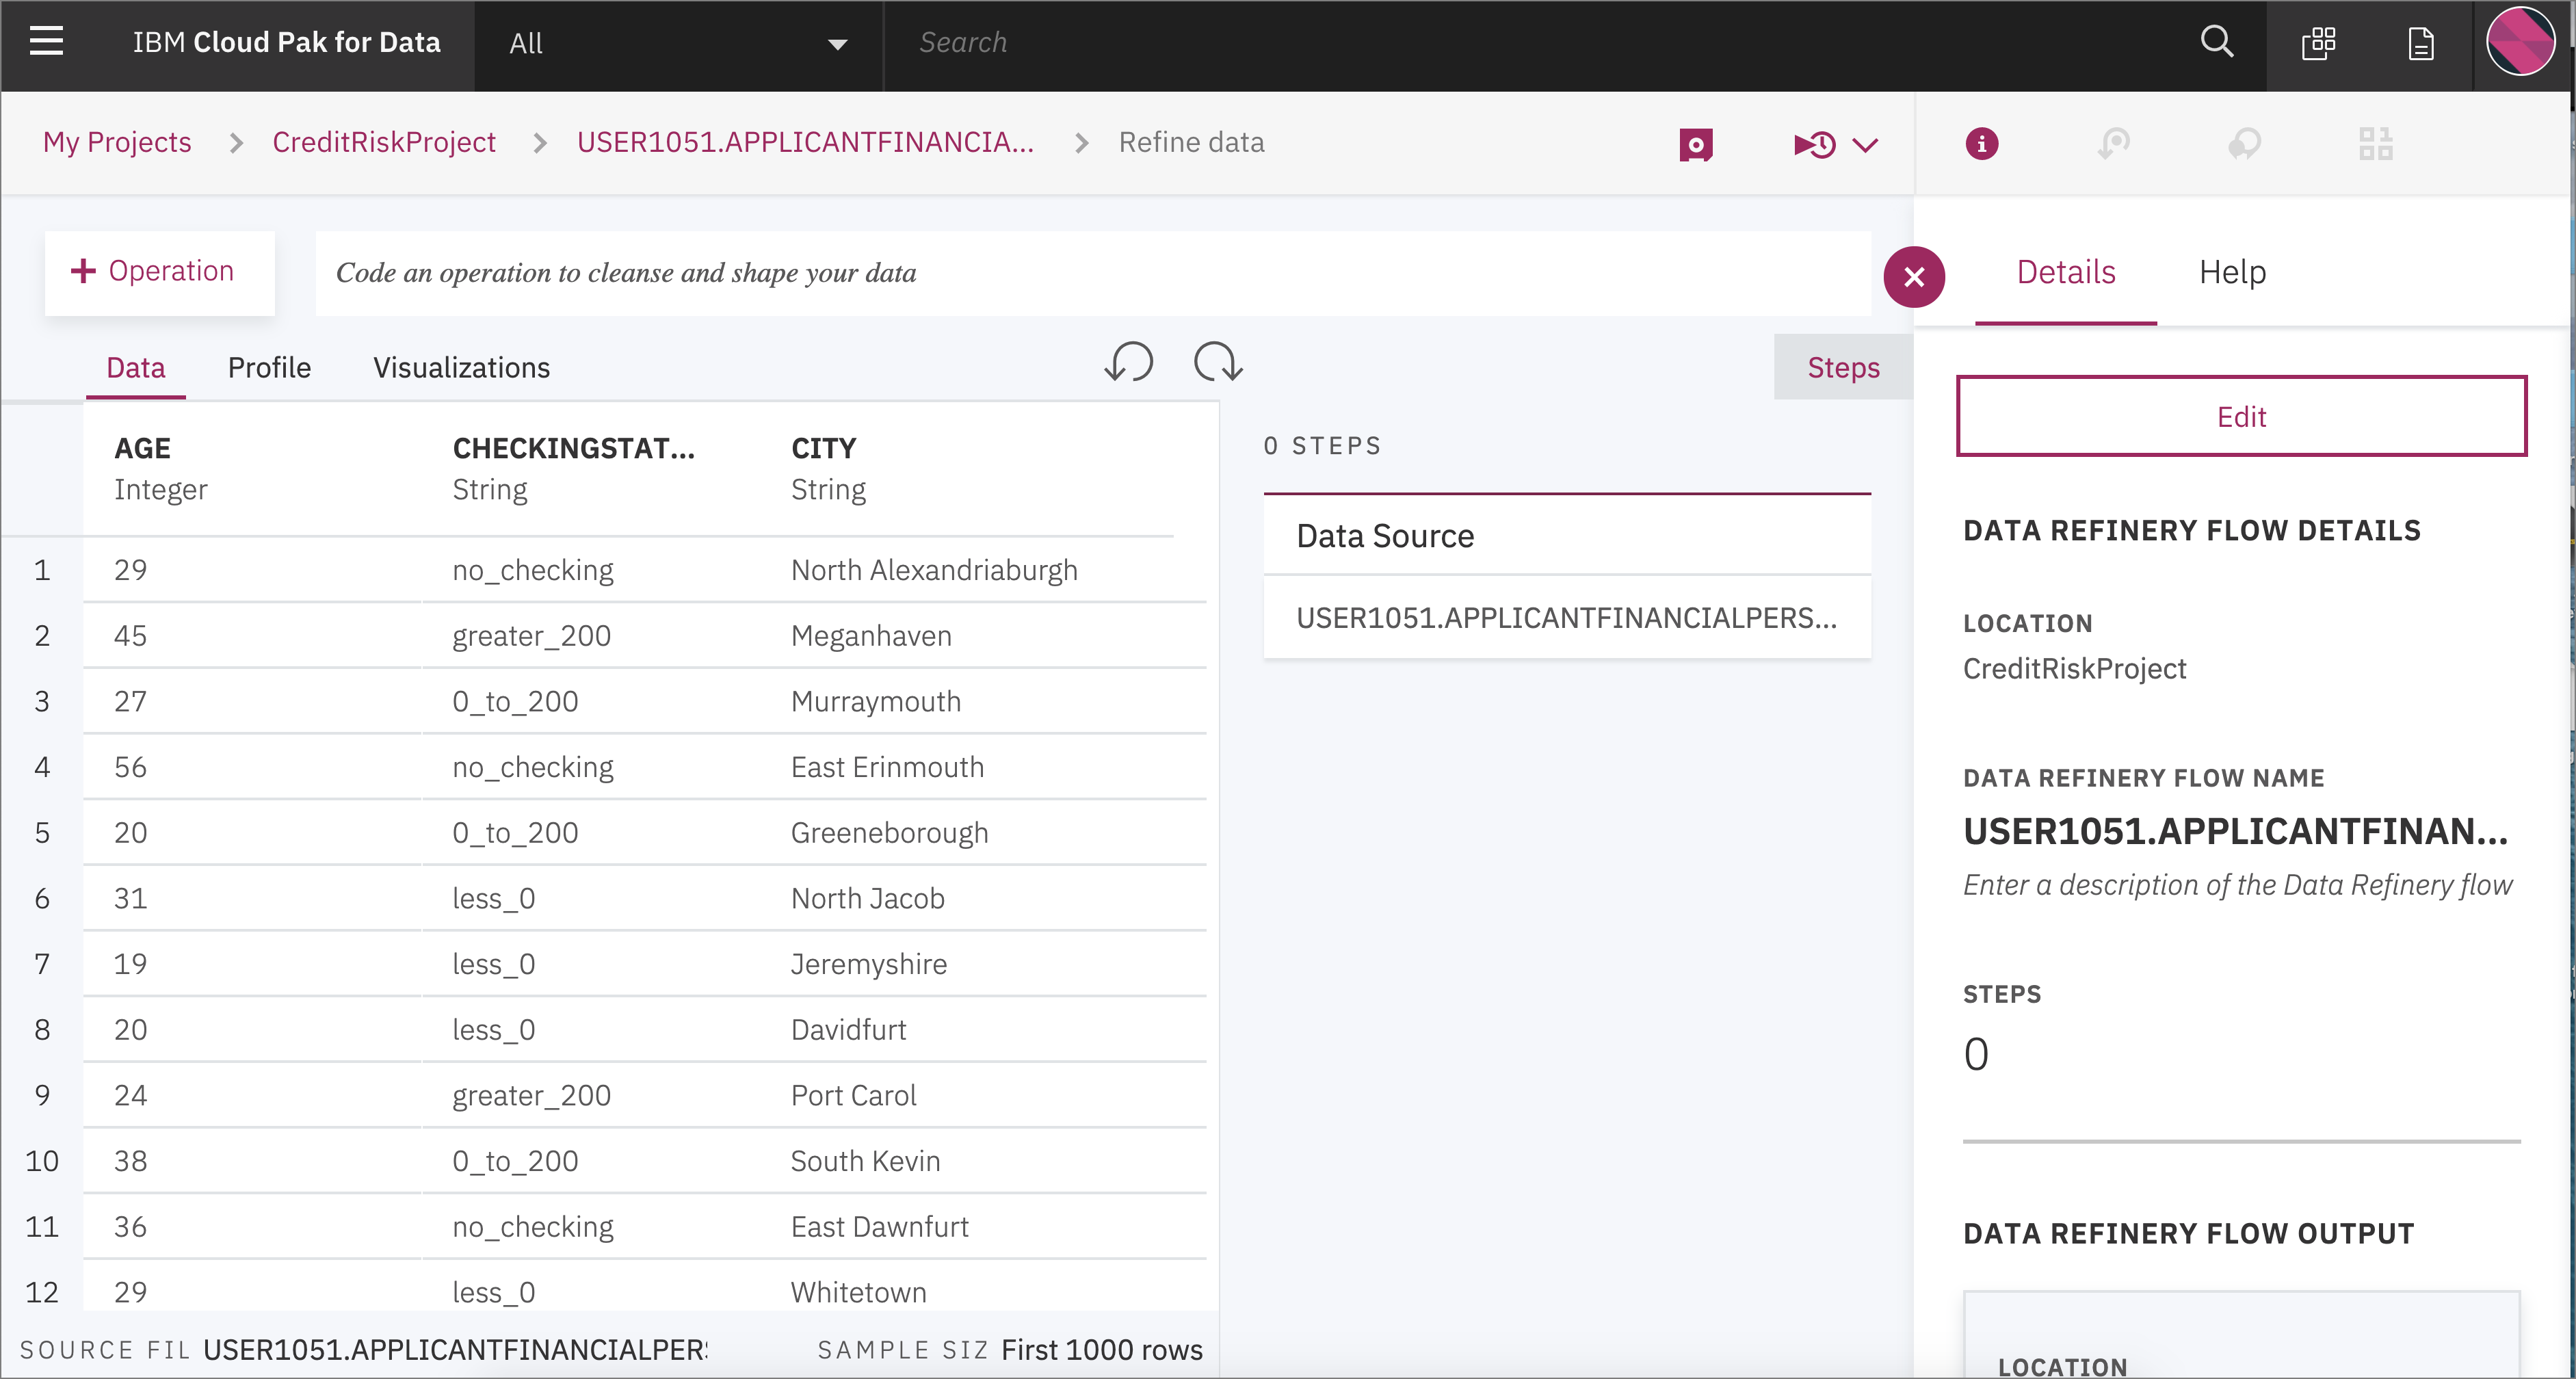 IBM Cloud Pak for Data
All
Search
My Projects > CreditRiskProject > USER1051.APPLICANTFINANCIA... > Refine data
+ Operation
Code an operation to cleanse and shape your data
Details
Help
Data
Profile
Visualizations
Steps
AGE CHECKINGSTAT... CITY
Integer String String
1 29 no_checking North Alexandriaburgh
2 45 greater_200 Meganhaven
3 27 0_to_200 Murraymouth
4 56 no_checking East Erinmouth
5 20 0_to_200 Greeneborough
6 31 less_0 North Jacob
7 19 less_0 Jeremyshire
8 20 less_0 Davidfurt
9 24 greater_200 Port Carol
10 38 0_to_200 South Kevin
11 36 no_checking East Dawnfurt
12 29 less_0 Whitetown
SOURCE FIL USER1051.APPLICANTFINANCIALPER
SAMPLE SIZ First 1000 rows
0 STEPS
Data Source
USER1051.APPLICANTFINANCIALPERS...
Edit
DATA REFINERY FLOW DETAILS
LOCATION
CreditRiskProject
DATA REFINERY FLOW NAME
USER1051.APPLICANTFINAN...
Enter a description of the Data Refinery flow
STEPS
0
DATA REFINERY FLOW OUTPUT
LOCATION